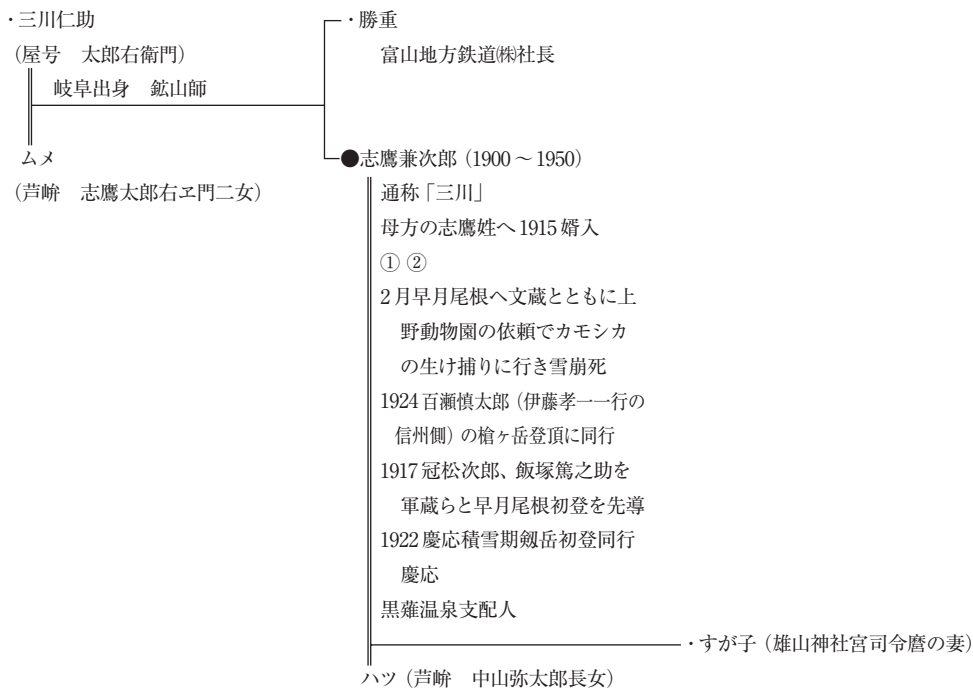 ・三川仁助
(屋号 太郎右衛門)
岐阜出身 鉱山師
ムメ
(芦峅 志鷹太郎右ヱ門二女)
・勝重
富山地方鉄道㈱社長
●志鷹兼次郎(1900〜1950)
通称「三川」
母方の志鷹姓へ1915婿入
① ②
2月早月尾根へ文蔵とともに上
野動物園の依頼でカモシカ
の生け捕りに行き雪崩死
1924百瀬慎太郎(伊藤孝一一行の
信州側)の槍ヶ岳登頂に同行
1917冠松次郎、飯塚篤之助を
軍蔵らと早月尾根初登を先導
1922慶応積雪期剱岳初登同行
慶応
黒薙温泉支配人
・すが子(雄山神社宮司令麿の妻)
ハツ(芦峅 中山弥太郎長女)